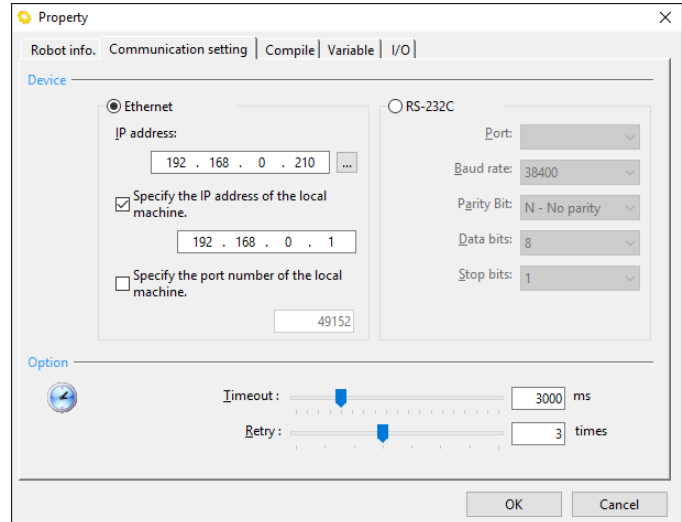 Property
Robot info. Communication setting Compile Variable I/O
Device
Ethernet
IP address:
192 . 168 . 0 . 210 ...
Specify the IP address of the local
machine.
192 . 168 . 0 . 1
Specify the port number of the local
machine.
49152
RS-232C
Port:
Baud rate: 38400
Parity Bit: N - No parity
Data bits: 8
Stop bits: 1
Option
Timeout : 3000 ms
Retry : 3 times
OK Cancel